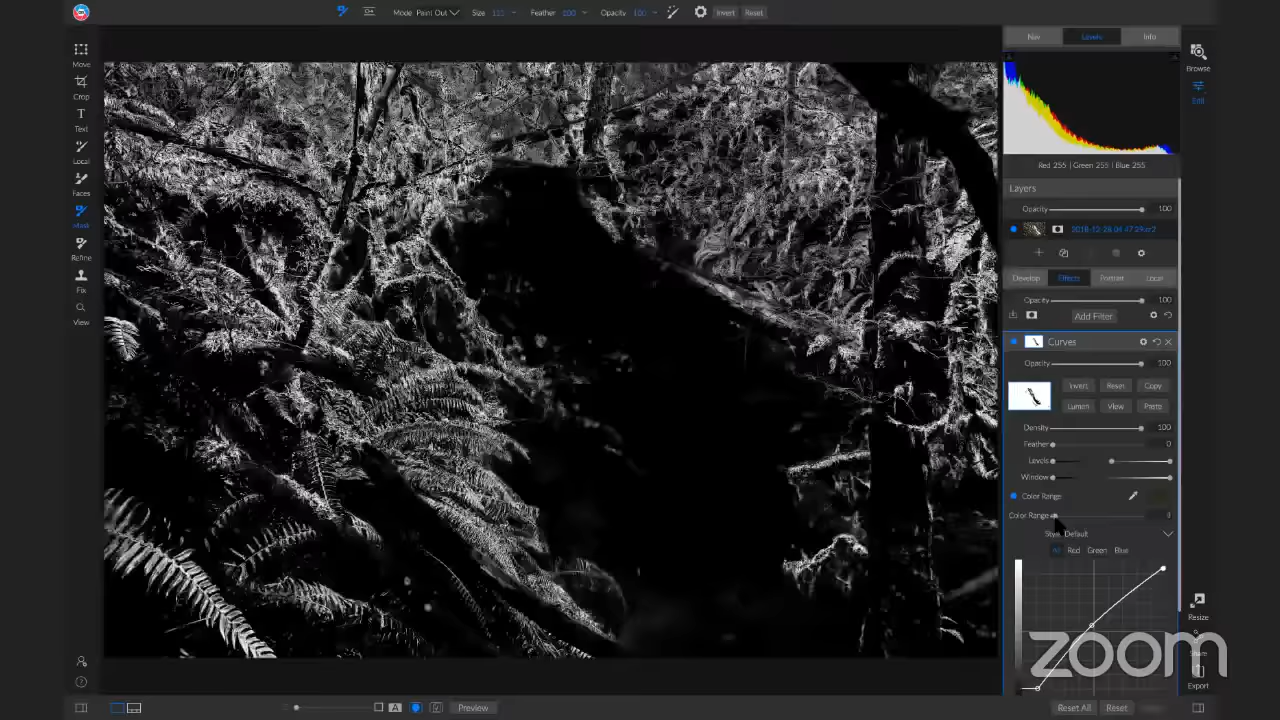 Mode Paint Out Size Feather 100 Opacity 100 Invert Reset
Move
Crop
Text
Local
Faces
Mask
Refine
Fix
View
Nav Levels Info
Red 255 | Green 255 | Blue 255
Layers
Opacity 100
Develop Effects Portrait Local
Opacity 100
Add Filter
Curves
Opacity 100
Invert Reset Copy
Lumen View Paste
Density 100
Feather 0
Levels
Window
Color Range
Color Range
Style Default
Red Green Blue
Browse
Edit
Resize
Share
Export
zoom
A Preview
Reset All Reset